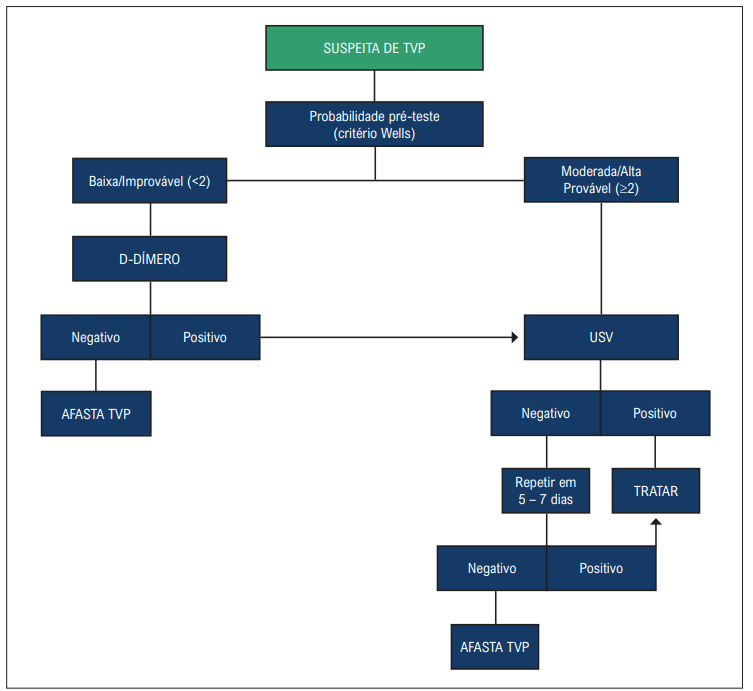 SUSPEITA DE TVP
Probabilidade pré-teste
(critério Wells)
Baixa/Improvável (<2)
Moderada/Alta
Provável (≥2)
D-DÍMERO
Negativo
Positivo
USV
AFASTA TVP
Negativo
Positivo
Repetir em
5 – 7 dias
TRATAR
Negativo
Positivo
AFASTA TVP